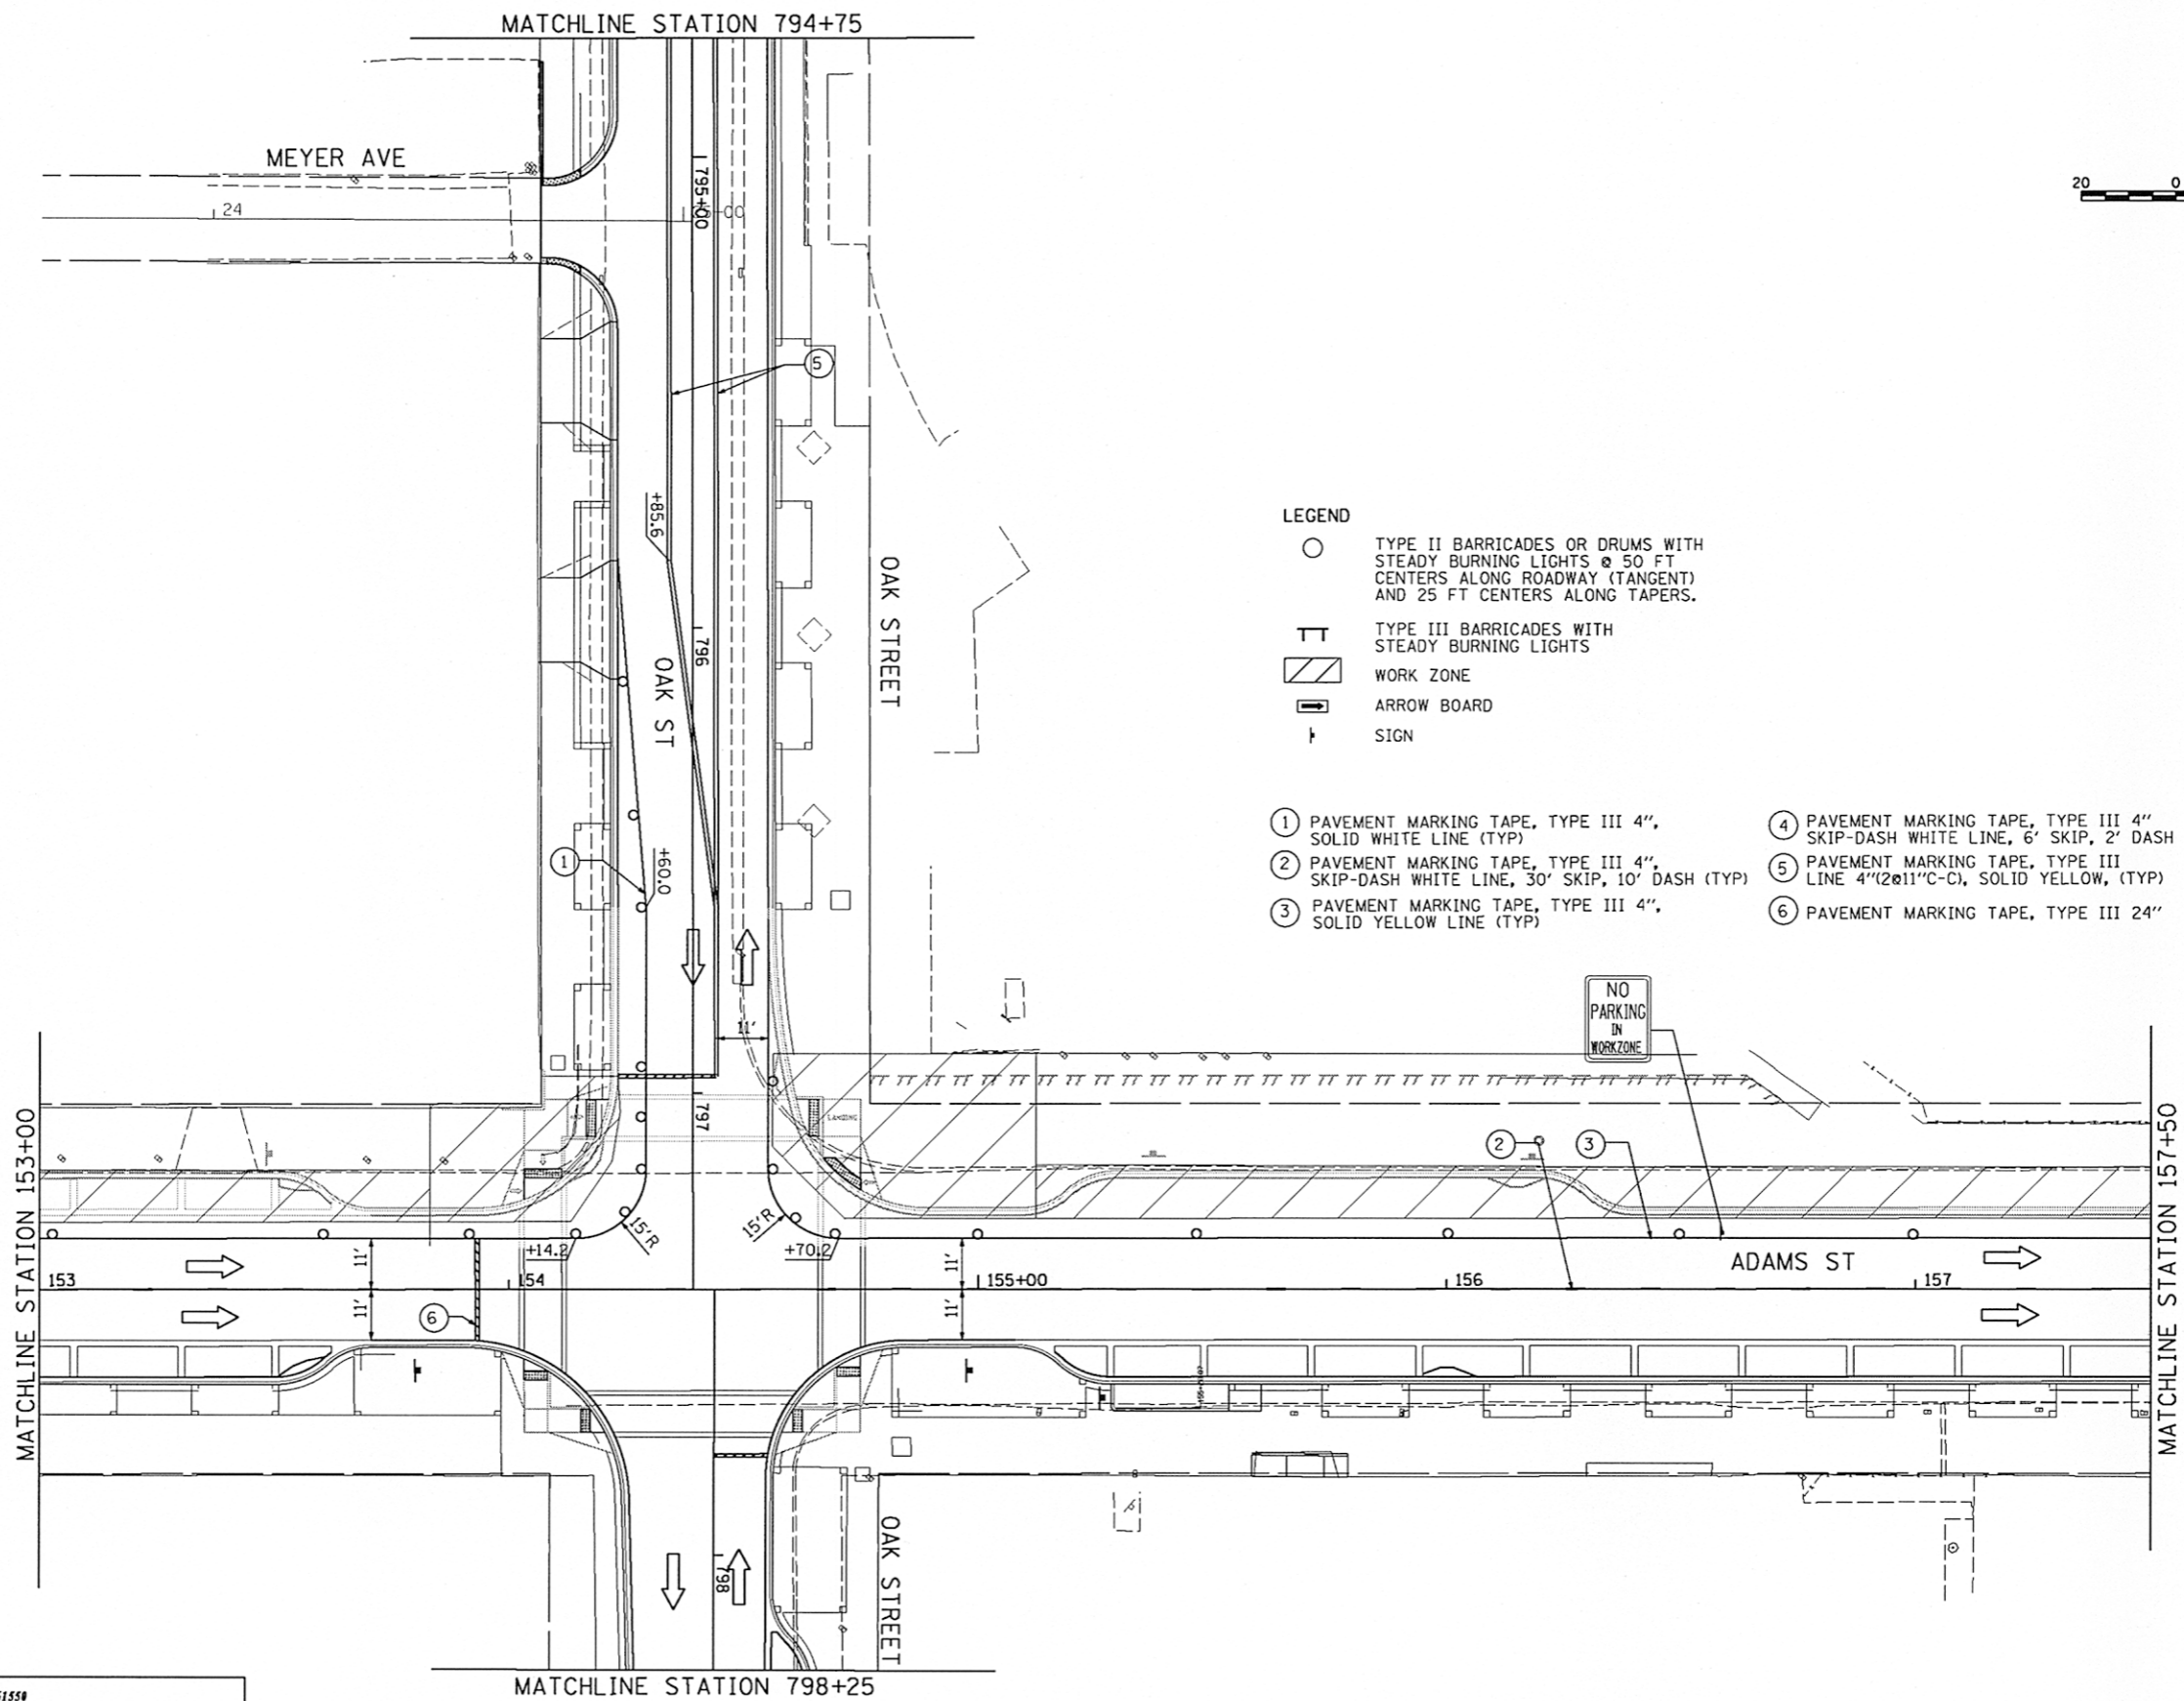 MATCHLINE STATION 794+75
MEYER AVE
24
795+00
20
0
5
+85.6
796
OAK ST
OAK STREET
LEGEND
TYPE II BARRICADES OR DRUMS WITH
STEADY BURNING LIGHTS @ 50 FT
CENTERS ALONG ROADWAY (TANGENT)
AND 25 FT CENTERS ALONG TAPERS.
TYPE III BARRICADES WITH
STEADY BURNING LIGHTS
WORK ZONE
ARROW BOARD
SIGN
1 PAVEMENT MARKING TAPE, TYPE III 4",
SOLID WHITE LINE (TYP)
2 PAVEMENT MARKING TAPE, TYPE III 4",
SKIP-DASH WHITE LINE, 30' SKIP, 10' DASH (TYP)
3 PAVEMENT MARKING TAPE, TYPE III 4",
SOLID YELLOW LINE (TYP)
4 PAVEMENT MARKING TAPE, TYPE III 4"
SKIP-DASH WHITE LINE, 6' SKIP, 2' DASH
5 PAVEMENT MARKING TAPE, TYPE III
LINE 4"(2@11"C-C), SOLID YELLOW, (TYP)
6 PAVEMENT MARKING TAPE, TYPE III 24"
1
+60.0
11'
NO
PARKING
IN
WORKZONE
797
LANDING
2
3
MATCHLINE STATION 153+00
MATCHLINE STATION 157+50
15'R
15'R
+14.2
+70.2
11'
11'
ADAMS ST
153
154
155+00
156
157
11'
11'
6
798
OAK STREET
MATCHLINE STATION 798+25